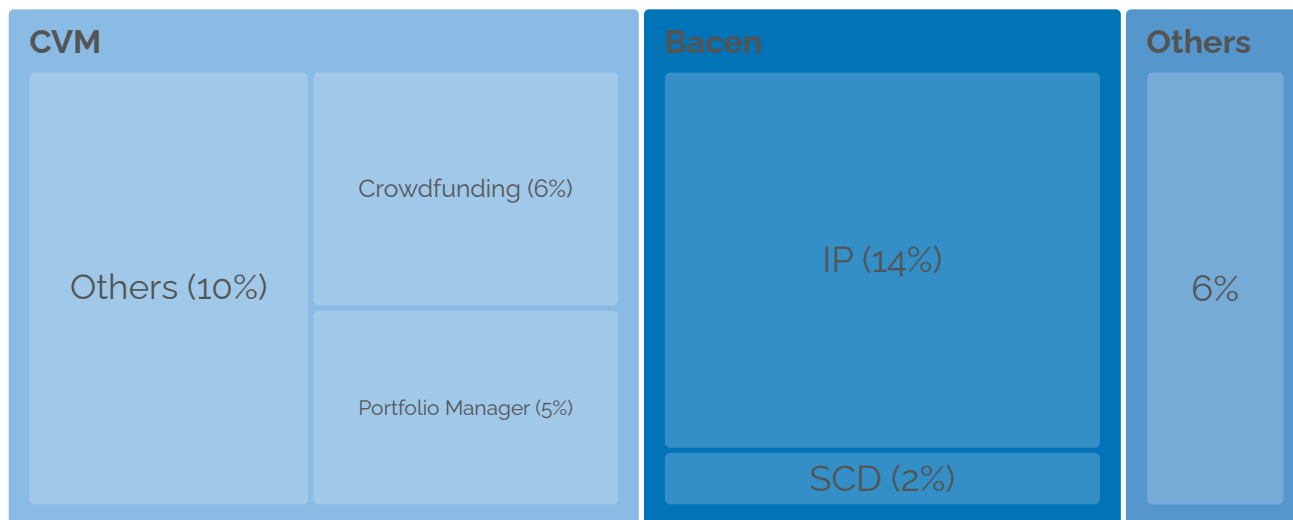 CVM
Others (10%)
Crowdfunding (6%)
Portfolio Manager (5%)
Bacen
IP (14%)
SCD (2%)
Others
6%